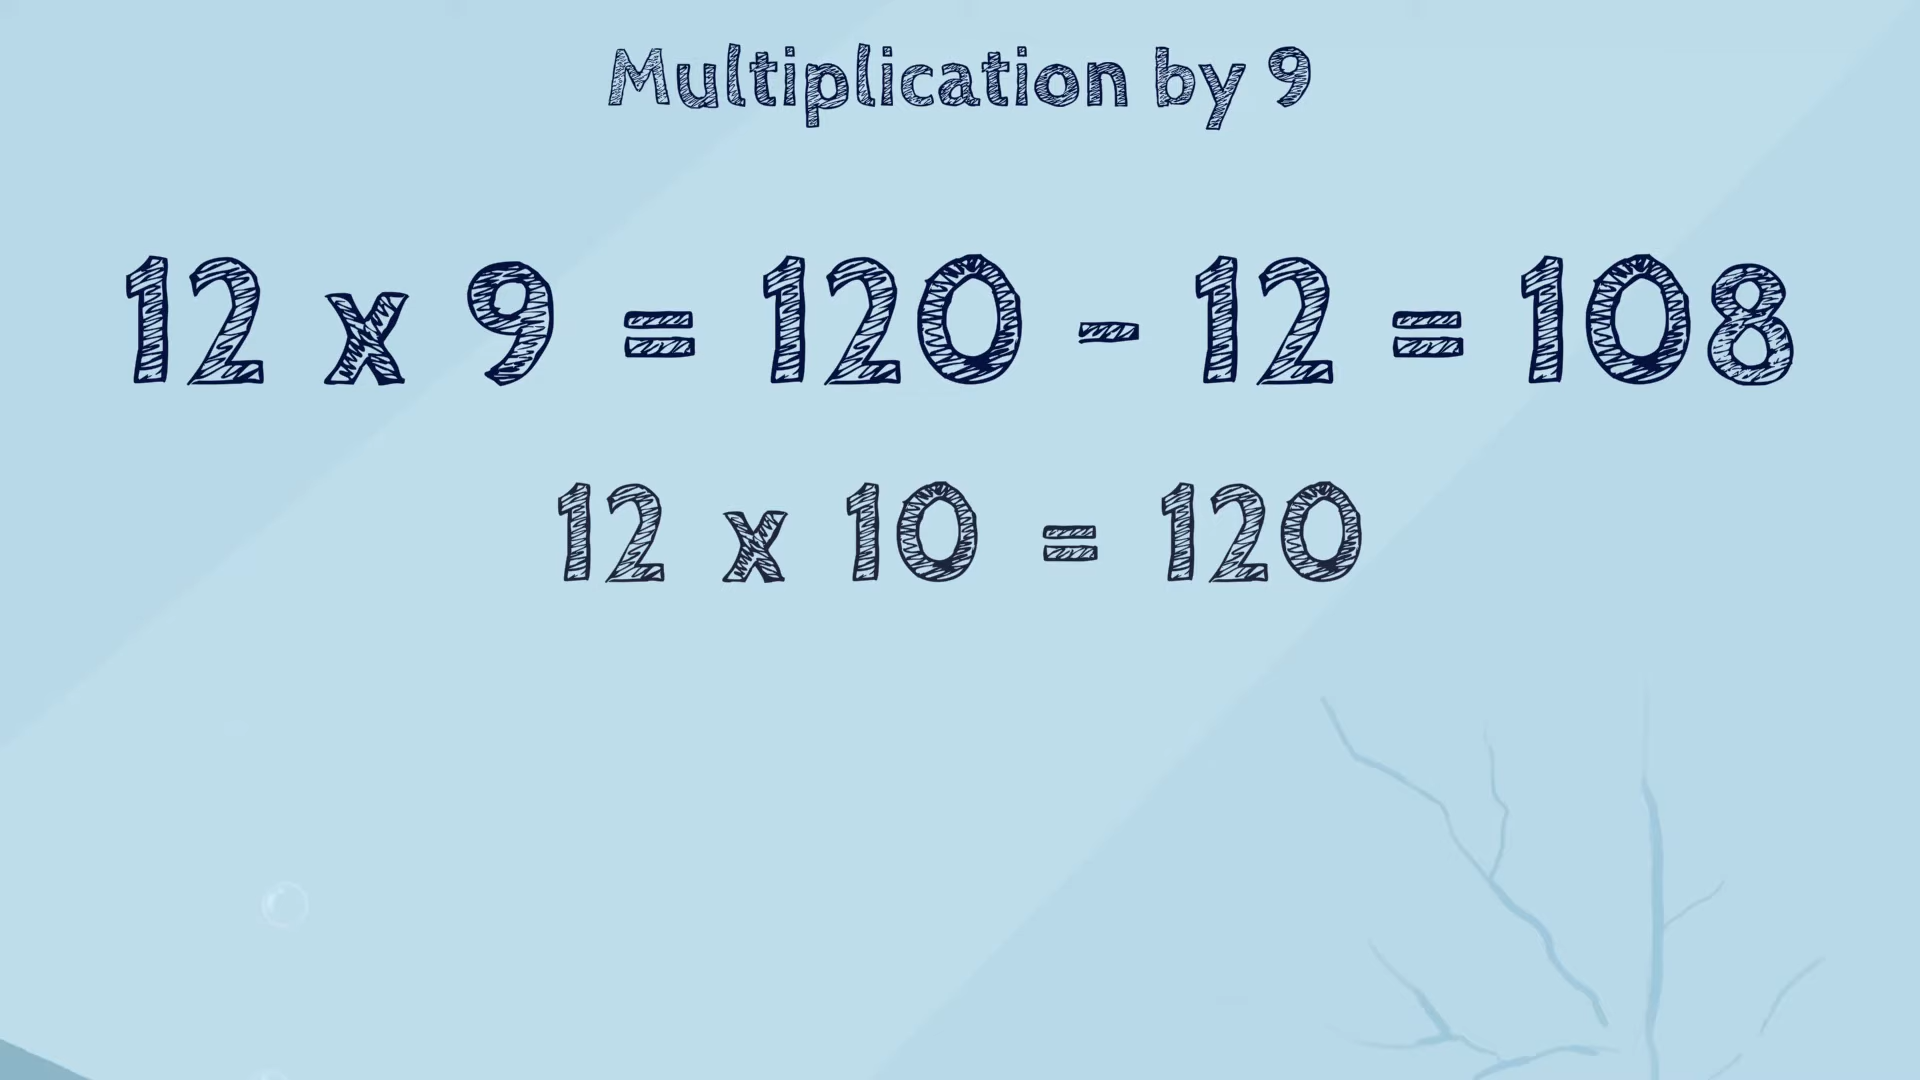 Multiplication by 9
12 x 9 = 120 - 12 = 108
12 x 10 = 120